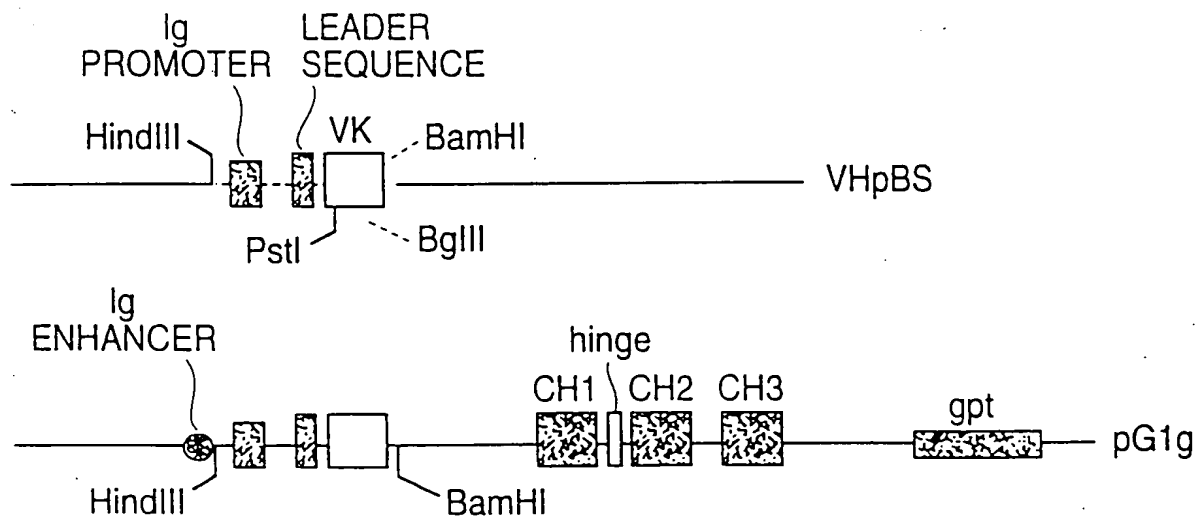 Ig
PROMOTER
LEADER
SEQUENCE
HindIII
VK
BamHI
VHpBS
PstI
BglII
Ig
ENHANCER
hinge
CH1
CH2
CH3
gpt
pG1g
HindIII
BamHI